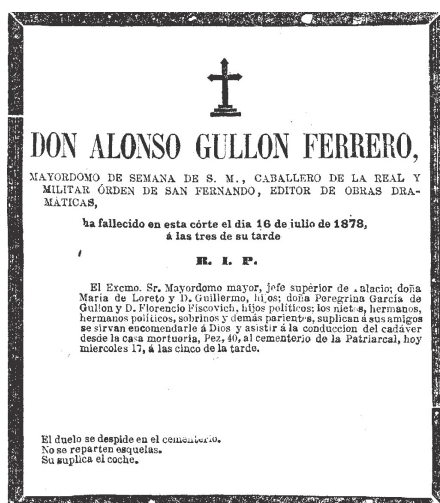 DON ALONSO GULLON FERRERO,
MAYORDOMO DE SEMANA DE S. M., CABALLERO DE LA REAL Y
MILITAR ÓRDEN DE SAN FERNANDO, EDITOR DE OBRAS DRA-
MÁTICAS,
ha fallecido en esta córte el dia 16 de julio de 1878,
á las tres de su tarde
R. I. P.
El Excmo. Sr. Mayordomo mayor, jefe superior de Palacio; doña
Maria de Loreto y D. Guillermo, hijos; doña Peregrina García de
Gullon y D. Florencio Fiscovich, hijos políticos; los nietos, hermanos,
hermanos políticos, sobrinos y demás parientes, suplican á sus amigos
se sirvan encomendarle á Dios y asistir á la conduccion del cadáver
desde la casa mortuoria, Pez, 40, al cementerio de la Patriarcal, hoy
miercoles 17, á las cinco de la tarde.
El duelo se despide en el cementerio.
No se reparten esquelas.
Su suplica el coche.